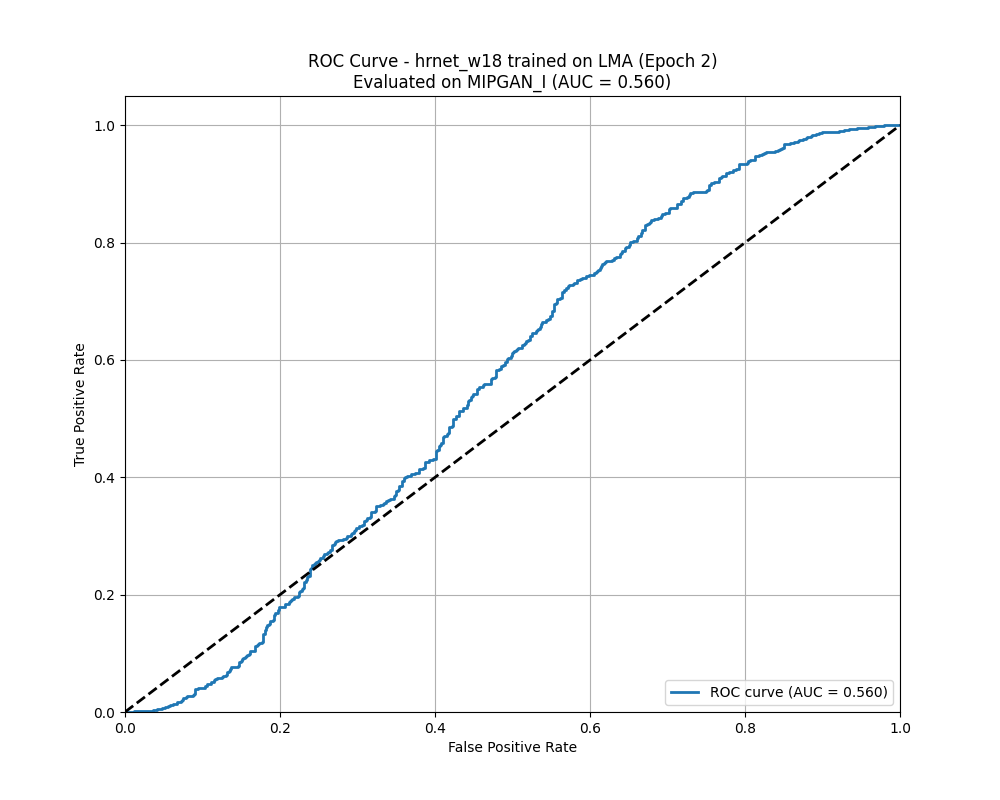 ROC Curve - hrnet_w18 trained on LMA (Epoch 2)
Evaluated on MIPGAN_I (AUC = 0.560)
True Positive Rate
1.0
0.8
0.6
0.4
0.2
0.0
0.0 0.2 0.4 0.6 0.8 1.0
False Positive Rate
ROC curve (AUC = 0.560)